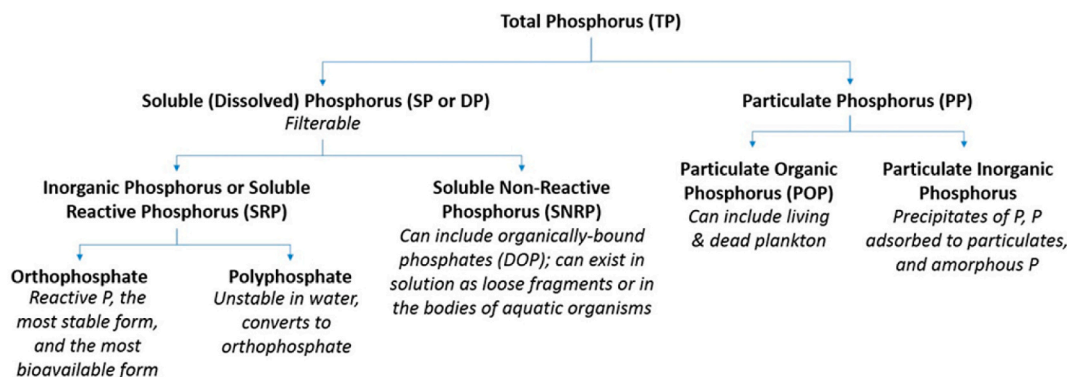 Total Phosphorus (TP)
Soluble (Dissolved) Phosphorus (SP or DP)
Filterable
Particulate Phosphorus (PP)
Inorganic Phosphorus or Soluble
Reactive Phosphorus (SRP)
Soluble Non-Reactive
Phosphorus (SNRP)
Can include organically-bound
phosphates (DOP); can exist in
solution as loose fragments or in
the bodies of aquatic organisms
Particulate Organic
Phosphorus (POP)
Can include living
& dead plankton
Particulate Inorganic
Phosphorus
Precipitates of P, P
adsorbed to particulates,
and amorphous P
Orthophosphate
Reactive P, the
most stable form,
and the most
bioavailable form
Polyphosphate
Unstable in water,
converts to
orthophosphate